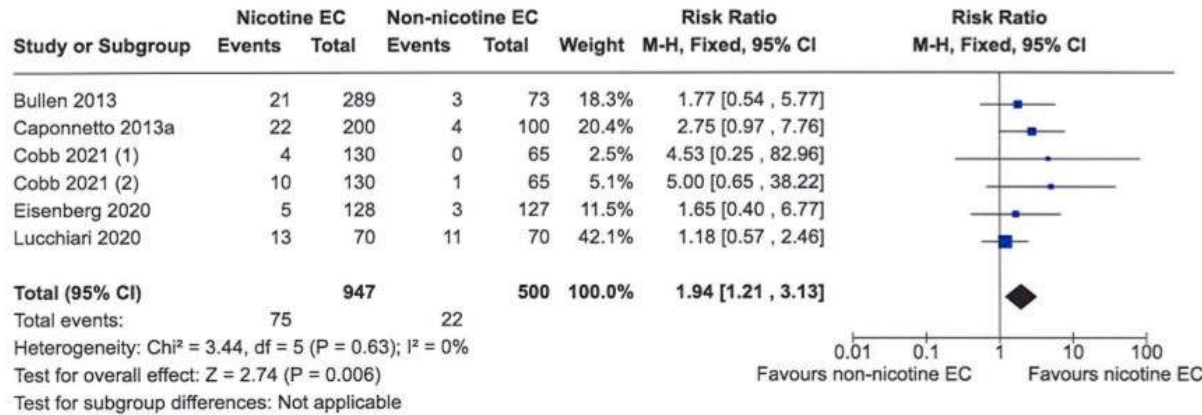 Nicotine EC Non-nicotine EC Risk Ratio Risk Ratio
Study or Subgroup Events Total Events Total Weight M-H, Fixed, 95% CI M-H, Fixed, 95% CI
Bullen 2013 21 289 3 73 18.3% 1.77 [0.54 , 5.77]
Caponnetto 2013a 22 200 4 100 20.4% 2.75 [0.97 , 7.76]
Cobb 2021 (1) 4 130 0 65 2.5% 4.53 [0.25 , 82.96]
Cobb 2021 (2) 10 130 1 65 5.1% 5.00 [0.65 , 38.22]
Eisenberg 2020 5 128 3 127 11.5% 1.65 [0.40 , 6.77]
Lucchiari 2020 13 70 11 70 42.1% 1.18 [0.57 , 2.46]
Total (95% CI) 947 500 100.0% 1.94 [1.21 , 3.13]
Total events: 75 22
Heterogeneity: Chi² = 3.44, df = 5 (P = 0.63); I² = 0%
Test for overall effect: Z = 2.74 (P = 0.006)
Test for subgroup differences: Not applicable
0.01 0.1 1 10 100
Favours non-nicotine EC Favours nicotine EC